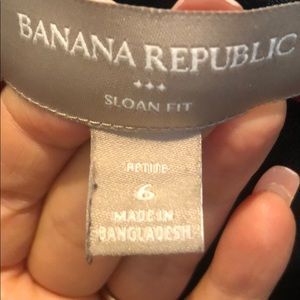 BANANA REPUBLIC
SLOAN FIT
PETITE
6
MADE IN
BANGLADESH